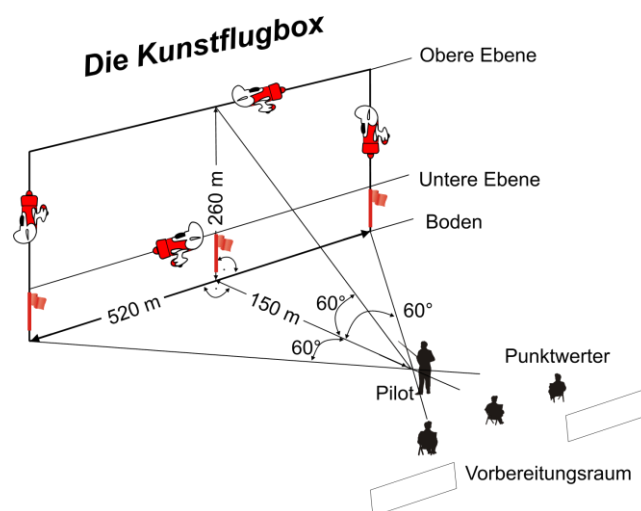 Die Kunstflugbox
Obere Ebene
Untere Ebene
Boden
260 m
520 m
150 m
60°
60°
60°
Pilot
Punktwerter
Vorbereitungsraum